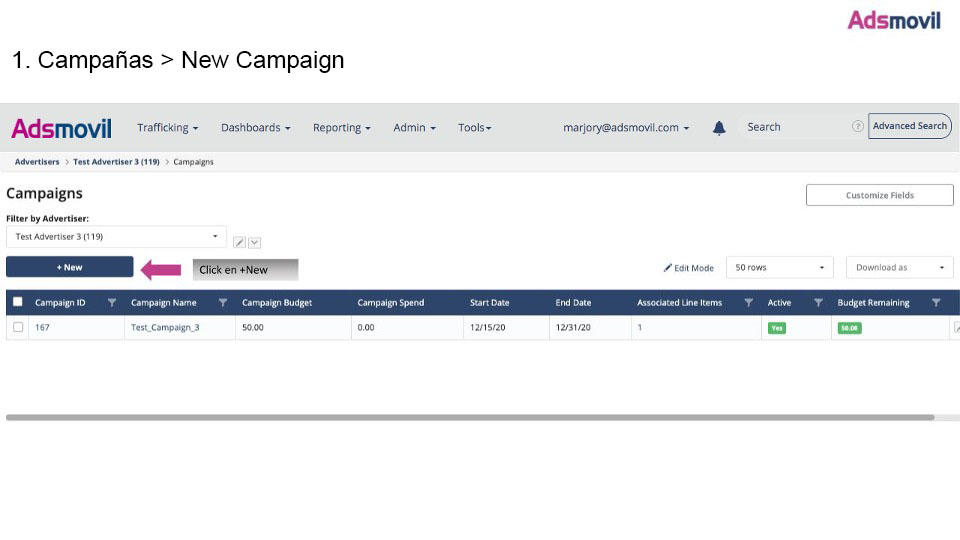 Adsmovil
1. Campañas > New Campaign
Adsmovil Trafficking Dashboards Reporting Admin Tools marjory@adsmovil.com Search ? Advanced Search
Advertisers > Test Advertiser 3 (119) > Campaigns
Campaigns
Customize Fields
Filter by Advertiser:
Test Advertiser 3 (119)
+ New Click en +New Edit Mode 50 rows Download as
Campaign ID Campaign Name Campaign Budget Campaign Spend Start Date End Date Associated Line Items Active Budget Remaining
167 Test_Campaign_3 50.00 0.00 12/15/20 12/31/20 1 Yes 50.00